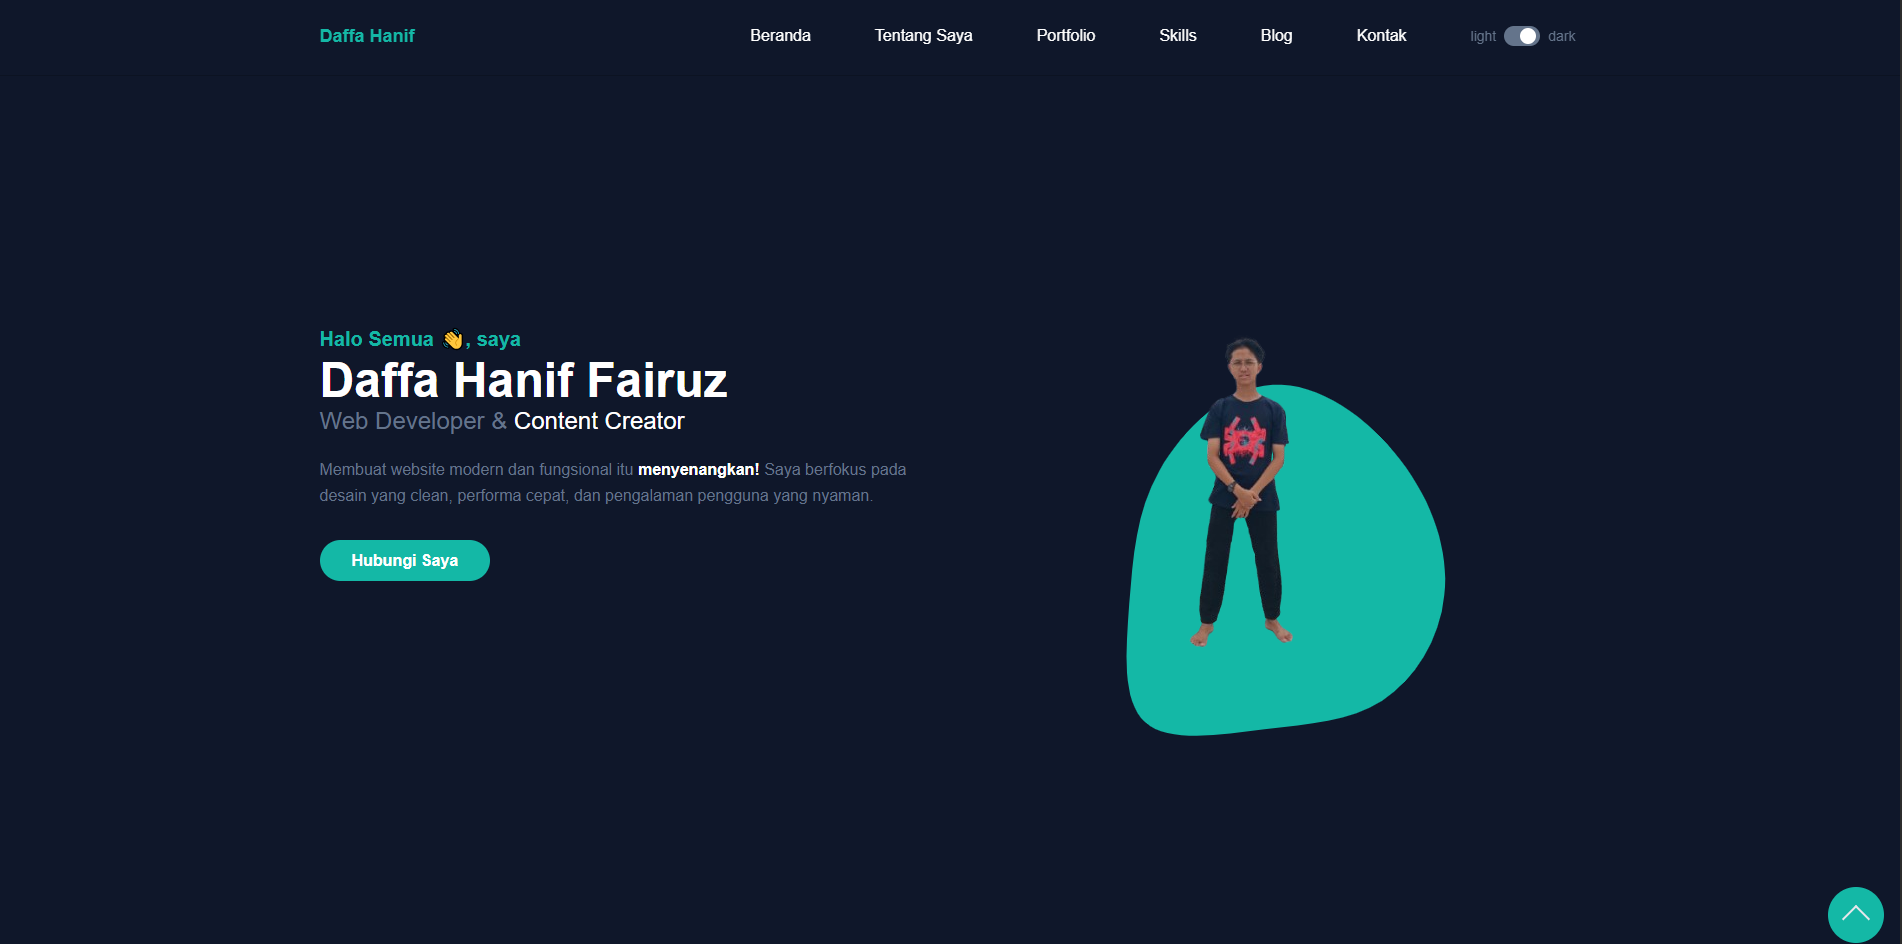 Daffa Hanif
Beranda
Tentang Saya
Portfolio
Skills
Blog
Kontak
light
dark
Halo Semua 👋, saya
Daffa Hanif Fairuz
Web Developer & Content Creator
Membuat website modern dan fungsional itu menyenangkan! Saya berfokus pada
desain yang clean, performa cepat, dan pengalaman pengguna yang nyaman.
Hubungi Saya